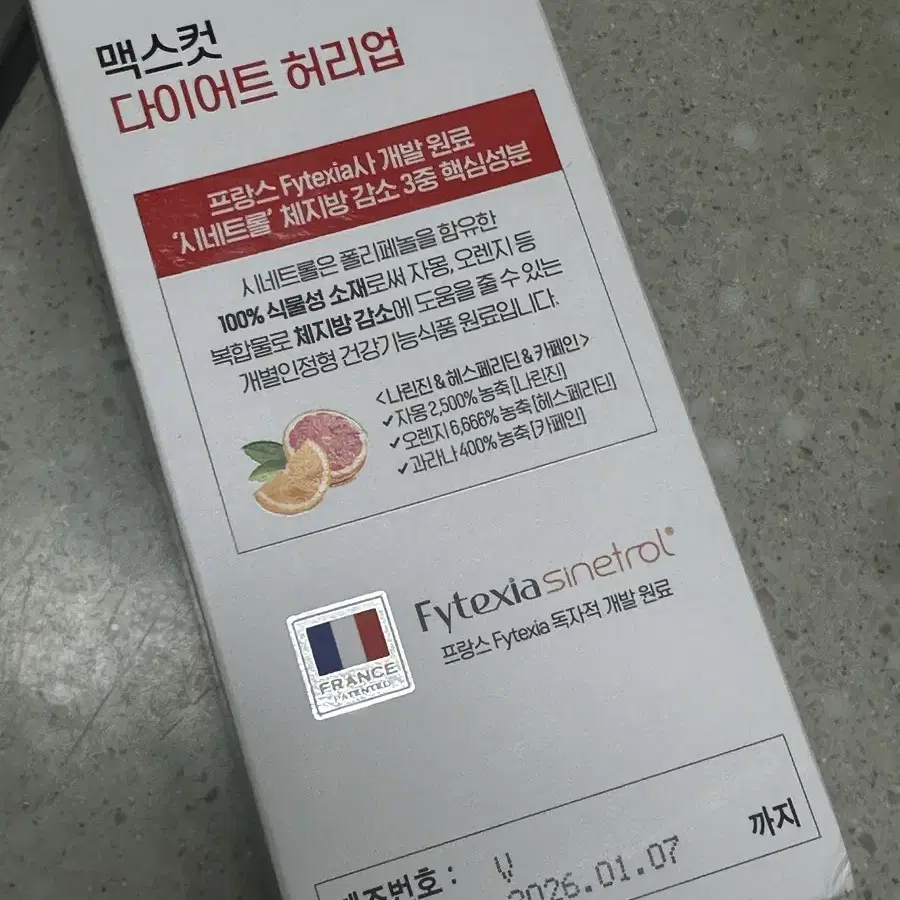 맥스컷
다이어트 허리업
프랑스 Fytexia사 개발 원료
'시네트롤' 체지방 감소 3중 핵심성분
시네트롤은 폴리페놀을 함유한
100% 식물성 소재로써 자몽, 오렌지 등
복합물로 체지방 감소에 도움을 줄 수 있는
개별인정형 건강기능식품 원료입니다.
<나린진 & 헤스페리딘 & 카페인>
✓자몽 2,500% 농축 [나린진]
✓오렌지 6,666% 농축 [헤스페리딘]
✓과라나 400% 농축 [카페인]
Fytexia sinetrol®
프랑스 Fytexia 독자적 개발 원료
FRANCE
PATENTED
제조번호 : V
2026.01.07 까지